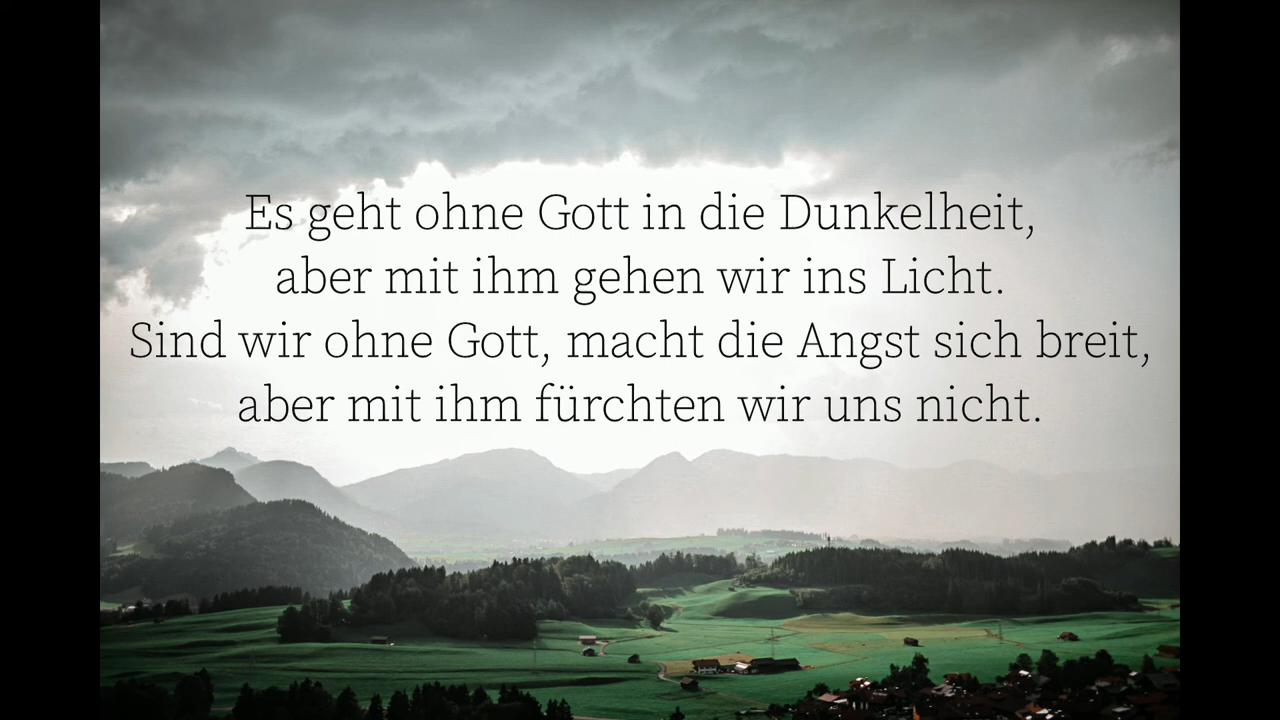 Es geht ohne Gott in die Dunkelheit,
aber mit ihm gehen wir ins Licht.
Sind wir ohne Gott, macht die Angst sich breit,
aber mit ihm fürchten wir uns nicht.